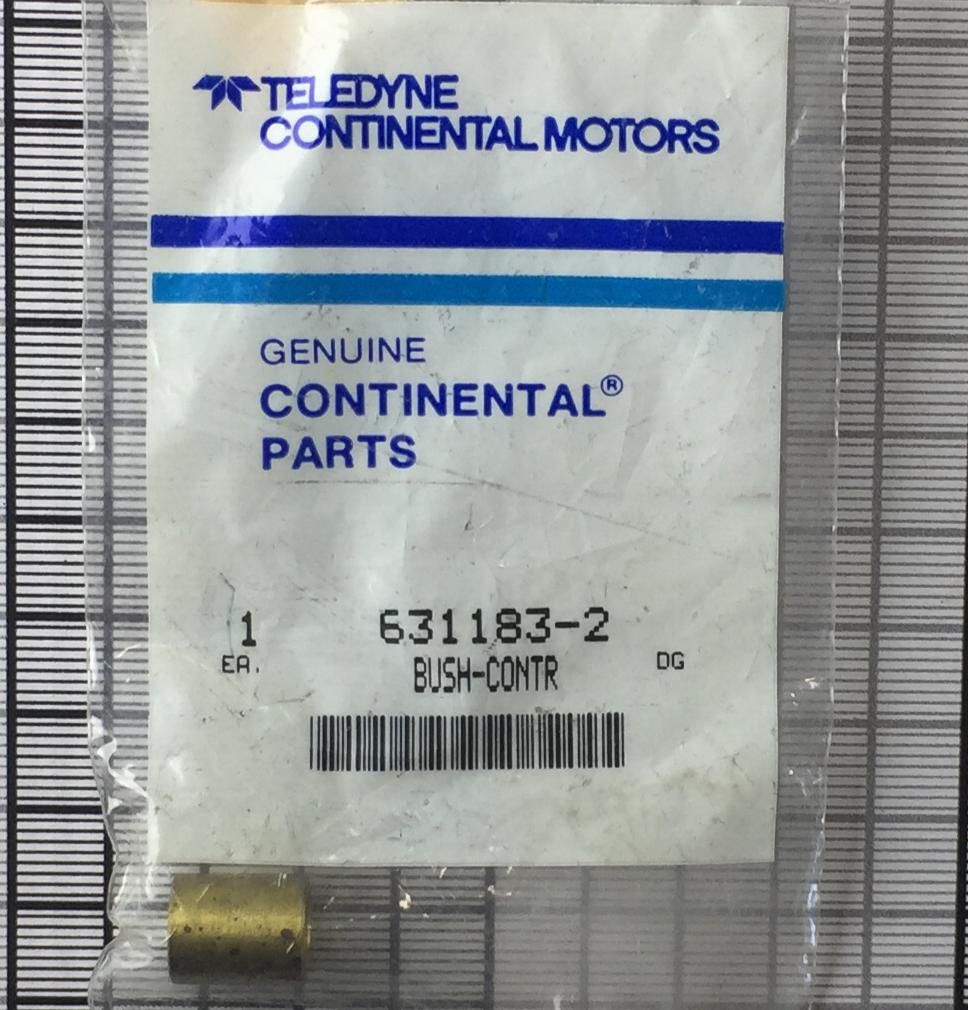 TELEDYNE
CONTINENTAL MOTORS
GENUINE
CONTINENTAL®
PARTS
1 631183-2
EA. BUSH-CONTR DG